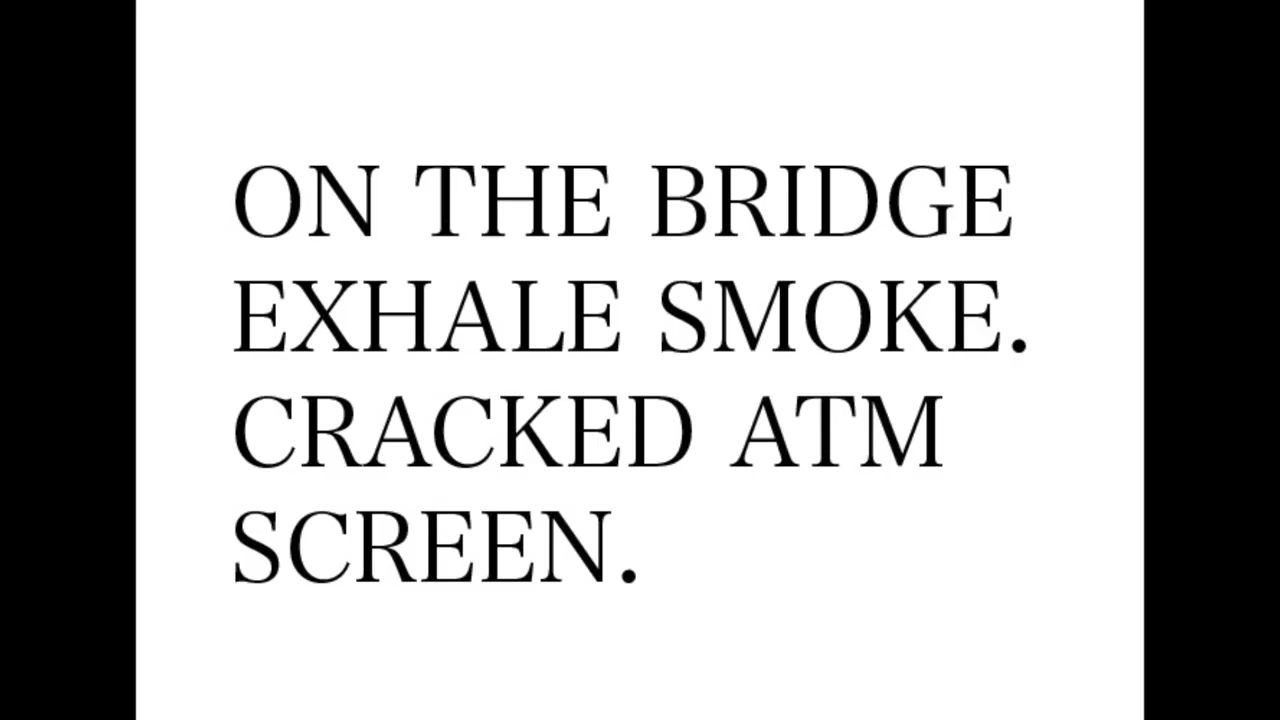 ON THE BRIDGE
EXHALE SMOKE.
CRACKED ATM
SCREEN.